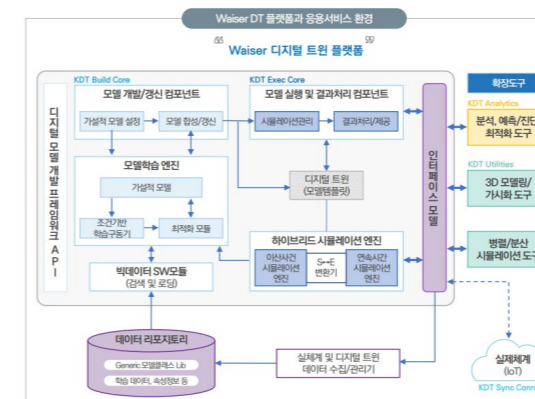 Waiser DT 플랫폼과 응용서비스 환경
Waiser 디지털 트윈 플랫폼
디지털 모델 개발 프레임워크 API
KDT Build Core
모델 개발/갱신 컴포넌트
가설적 모델 설정
모델 합성/갱신
모델학습 엔진
가설적 모델
조건기반
학습구동기
최적화 모듈
빅데이터 SW모듈
(검색 및 로딩)
KDT Exec Core
모델 실행 및 결과처리 컴포넌트
시뮬레이션관리
결과처리/제공
디지털 트윈
(모델템플릿)
하이브리드 시뮬레이션 엔진
이산사건
시뮬레이션
엔진
변환기
연속시간
시뮬레이션
엔진
인터페이스 모델
확장도구
KDT Analytics
분석, 예측/진단
최적화 도구
KDT Utilities
3D 모델링/
가시화 도구
병렬/분산
시뮬레이션 도구
데이터 리포지토리
Generic 모델클래스 Lib
학습 데이터, 속성정보 등
실체계 및 디지털 트윈
데이터 수집/관리기
실제체계
(IoT)
KDT Sync Conn